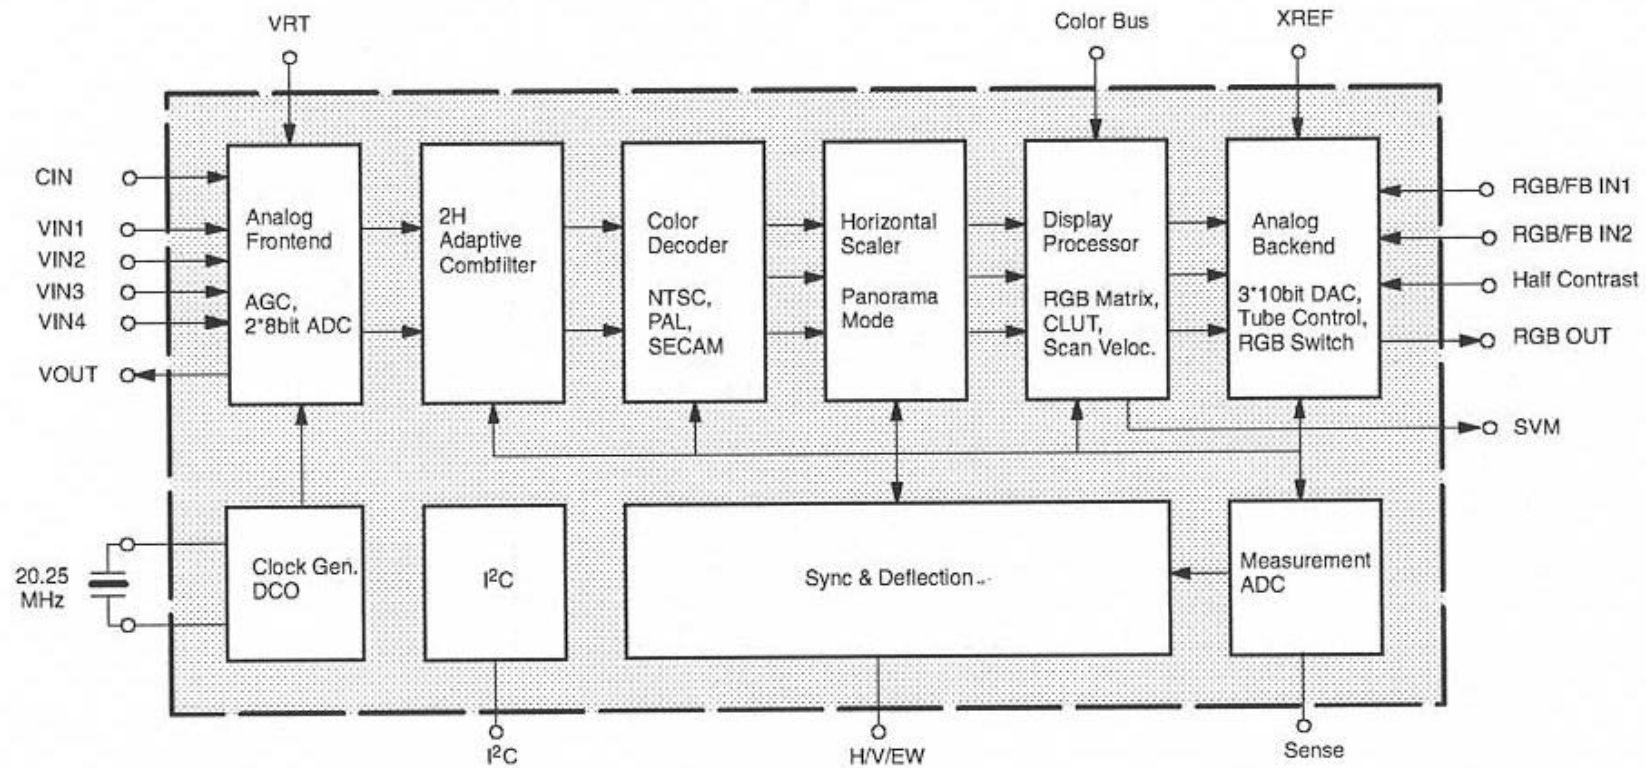 VRT
Color Bus
XREF
CIN
VIN1
VIN2
VIN3
VIN4
VOUT
Analog
Frontend
AGC,
2*8bit ADC
2H
Adaptive
Combfilter
Color
Decoder
NTSC,
PAL,
SECAM
Horizontal
Scaler
Panorama
Mode
Display
Processor
RGB Matrix,
CLUT,
Scan Veloc.
Analog
Backend
3*10bit DAC,
Tube Control,
RGB Switch
RGB/FB IN1
RGB/FB IN2
Half Contrast
RGB OUT
SVM
20.25
MHz
Clock Gen.
DCO
I²C
Sync & Deflection
Measurement
ADC
I²C
H/V/EW
Sense